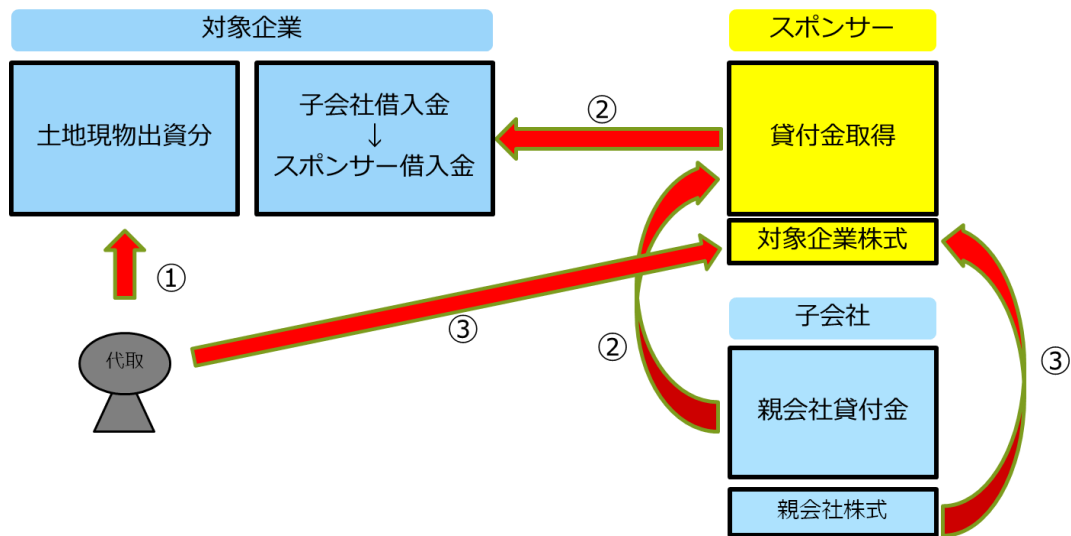 対象企業
スポンサー
土地現物出資分
子会社借入金
↓
スポンサー借入金
②
貸付金取得
対象企業株式
①
③
子会社
代取
②
③
親会社貸付金
親会社株式